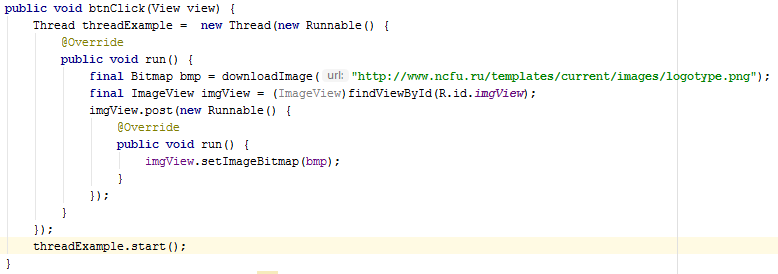 public void btnClick(View view) {
    Thread threadExample =  new Thread(new Runnable() {
        @Override
        public void run() {
            final Bitmap bmp = downloadImage( url: "http://www.ncfu.ru/templates/current/images/logotype.png");
            final ImageView imgView = (ImageView)findViewById(R.id.imgView);
            imgView.post(new Runnable() {
                @Override
                public void run() {
                    imgView.setImageBitmap(bmp);
                }
            });
        }
    });
    threadExample.start();
}